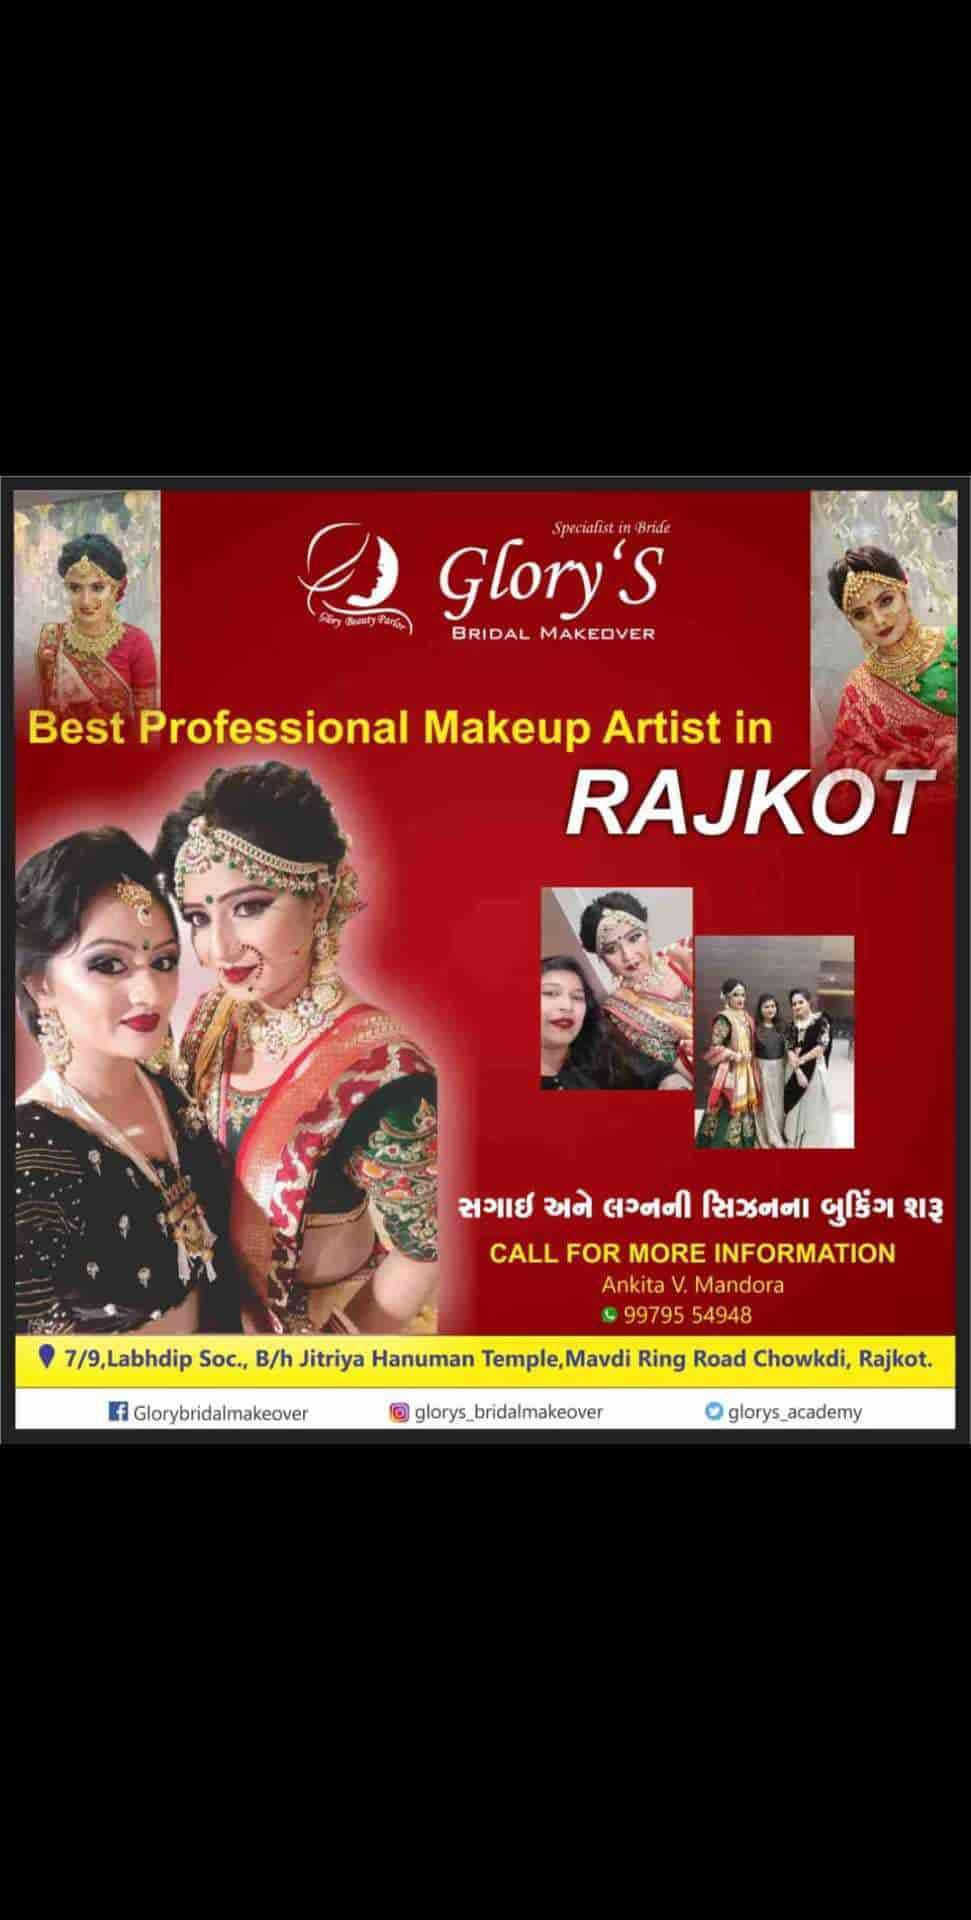 Specialist in Bride
Glory'S
BRIDAL MAKEOVER
Glory Beauty Parlor
Best Professional Makeup Artist in
RAJKOT
સગાઇ અને લગ્નની સિઝનના બુકિંગ શરૂ
CALL FOR MORE INFORMATION
Ankita V. Mandora
99795 54948
7/9,Labhdip Soc., B/h Jitriya Hanuman Temple,Mavdi Ring Road Chowkdi, Rajkot.
Glorybridalmakeover
glorys_bridalmakeover
glorys_academy